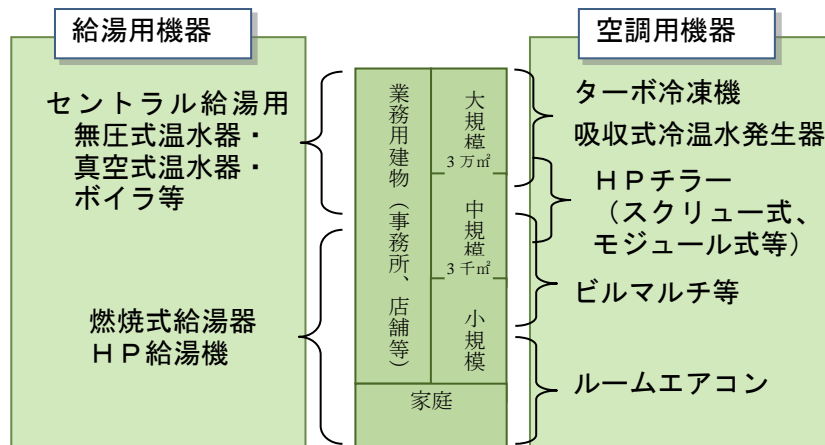 給湯用機器
セントラル給湯用
無圧式温水器・
真空式温水器・
ボイラ等
燃焼式給湯器
ＨＰ給湯機
業務用建物（事務所、店舗等）
大規模
3万㎡
中規模
3千㎡
小規模
家庭
空調用機器
ターボ冷凍機
吸収式冷温水発生器
ＨＰチラー
（スクリュー式、
モジュール式等）
ビルマルチ等
ルームエアコン